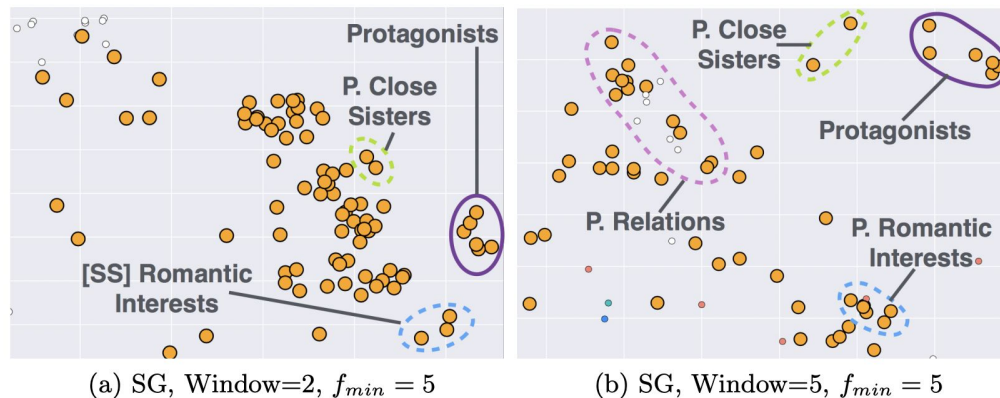 Protagonists
P. Close
Sisters
[SS] Romantic
Interests
(a) SG, Window=2, f_min = 5
P. Close
Sisters
Protagonists
P. Relations
P. Romantic
Interests
(b) SG, Window=5, f_min = 5